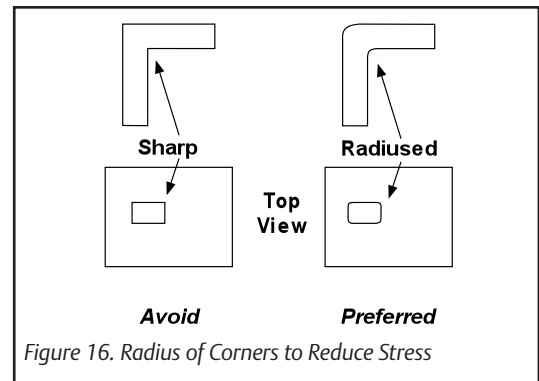 Sharp
Radiused
Top
View
Avoid
Preferred
Figure 16. Radius of Corners to Reduce Stress